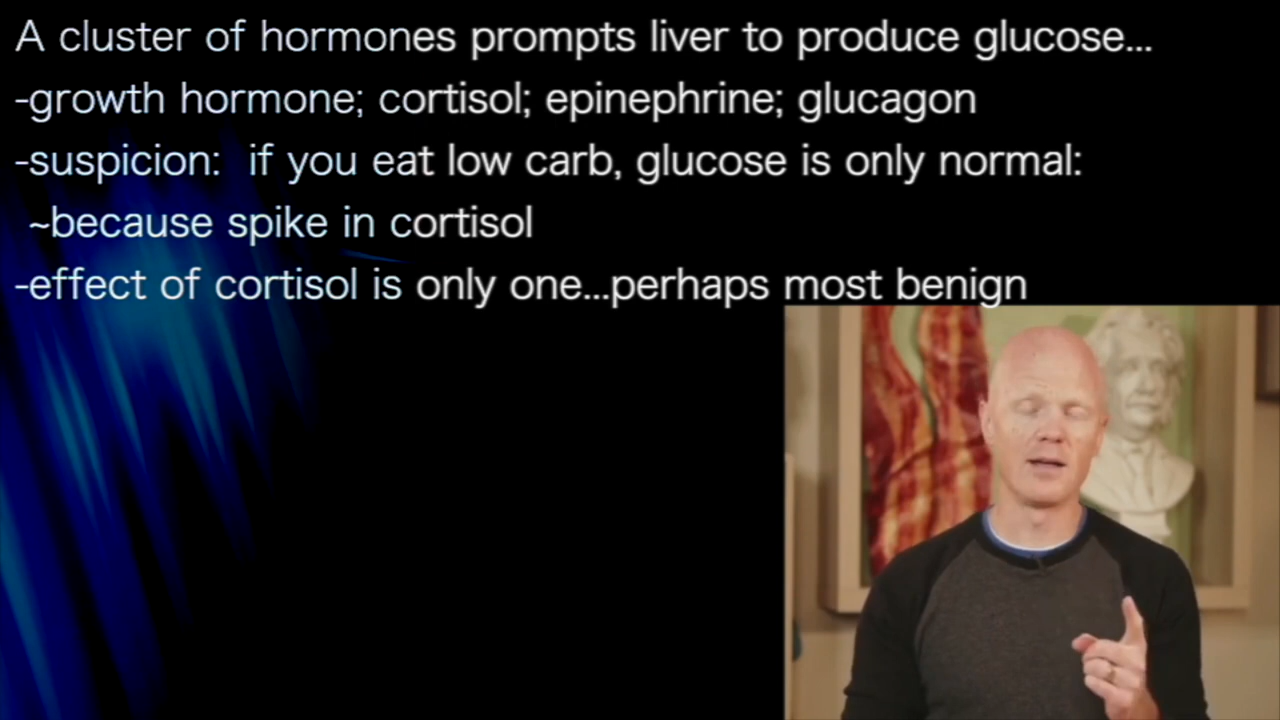 A cluster of hormones prompts liver to produce glucose...
-growth hormone; cortisol; epinephrine; glucagon
-suspicion:  if you eat low carb, glucose is only normal:
~because spike in cortisol
-effect of cortisol is only one...perhaps most benign